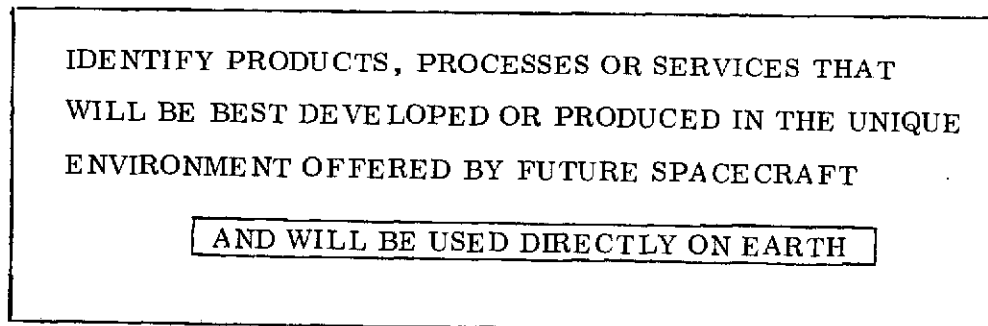 IDENTIFY PRODUCTS, PROCESSES OR SERVICES THAT
WILL BE BEST DEVELOPED OR PRODUCED IN THE UNIQUE
ENVIRONMENT OFFERED BY FUTURE SPACECRAFT
AND WILL BE USED DIRECTLY ON EARTH